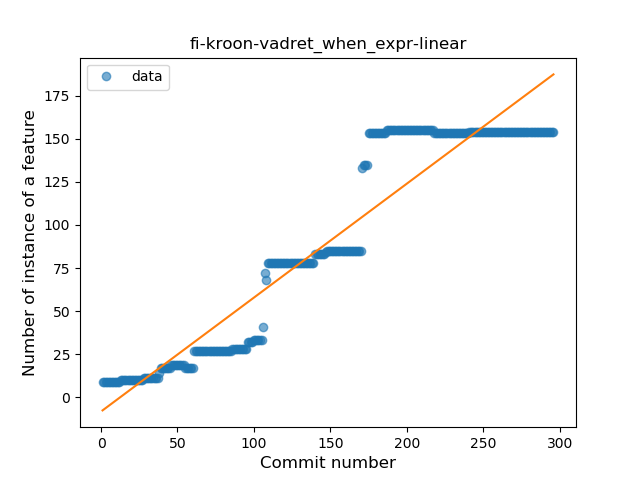 fi-kroon-vadret_when_expr-linear
data
Number of instance of a feature
175
150
125
100
75
50
25
0
0 50 100 150 200 250 300
Commit number